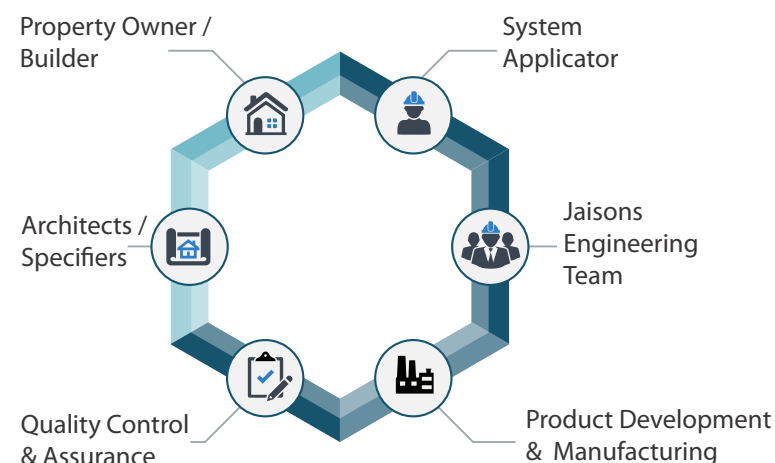 Property Owner /
Builder
System
Applicator
Architects /
Specifiers
Jaisons
Engineering
Team
Quality Control
& Assurance
Product Development
& Manufacturing